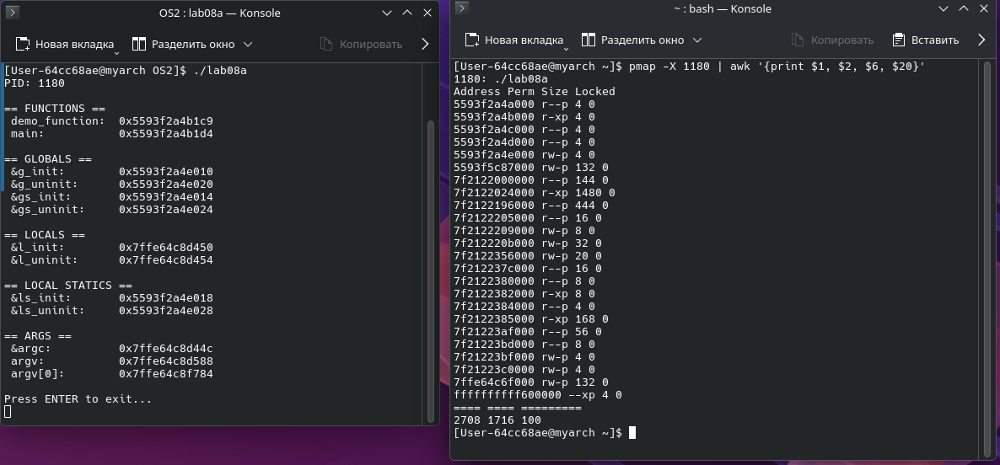 OS2 : lab08a — Konsole
Новая вкладка Разделить окно Копировать
[User-64cc68ae@myarch OS2]$ ./lab08a
PID: 1180
== FUNCTIONS ==
demo_function: 0x5593f2a4b1c9
main: 0x5593f2a4b1d4
== GLOBALS ==
&g_init: 0x5593f2a4e010
&g_uninit: 0x5593f2a4e020
&gs_init: 0x5593f2a4e014
&gs_uninit: 0x5593f2a4e024
== LOCALS ==
&l_init: 0x7ffe64c8d450
&l_uninit: 0x7ffe64c8d454
== LOCAL STATICS ==
&ls_init: 0x5593f2a4e018
&ls_uninit: 0x5593f2a4e028
== ARGS ==
&argc: 0x7ffe64c8d44c
argv: 0x7ffe64c8d588
argv[0]: 0x7ffe64c8f784
Press ENTER to exit...
~ : bash — Konsole
Новая вкладка Разделить окно Копировать Вставить
[User-64cc68ae@myarch ~]$ pmap -X 1180 | awk '{print $1, $2, $6, $20}'
1180: ./lab08a
Address Perm Size Locked
5593f2a4a000 r--p 4 0
5593f2a4b000 r-xp 4 0
5593f2a4c000 r--p 4 0
5593f2a4d000 r--p 4 0
5593f2a4e000 rw-p 4 0
5593f5c87000 rw-p 132 0
7f2122000000 r--p 144 0
7f2122024000 r-xp 1480 0
7f2122196000 r--p 444 0
7f2122205000 r--p 16 0
7f2122209000 rw-p 8 0
7f212220b000 rw-p 32 0
7f2122356000 rw-p 20 0
7f212237c000 r--p 16 0
7f2122380000 r--p 8 0
7f2122382000 r-xp 8 0
7f2122384000 r--p 4 0
7f2122385000 r-xp 168 0
7f21223af000 r--p 56 0
7f21223bd000 r--p 8 0
7f21223bf000 rw-p 4 0
7f21223c0000 rw-p 4 0
7ffe64c6f000 rw-p 132 0
ffffffffff600000 --xp 4 0
==== ==== =========
2708 1716 100
[User-64cc68ae@myarch ~]$